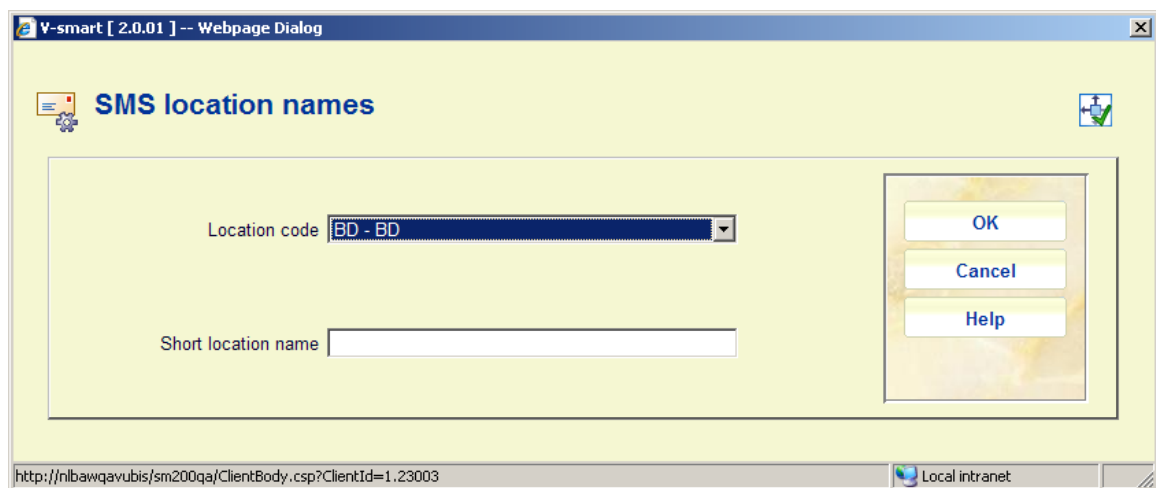 V-smart [ 2.0.01 ] -- Webpage Dialog
SMS location names
Location code BD - BD
Short location name
OK
Cancel
Help
http://nlbawqavubis/sm200qa/ClientBody.csp?ClientId=1.23003 Local intranet